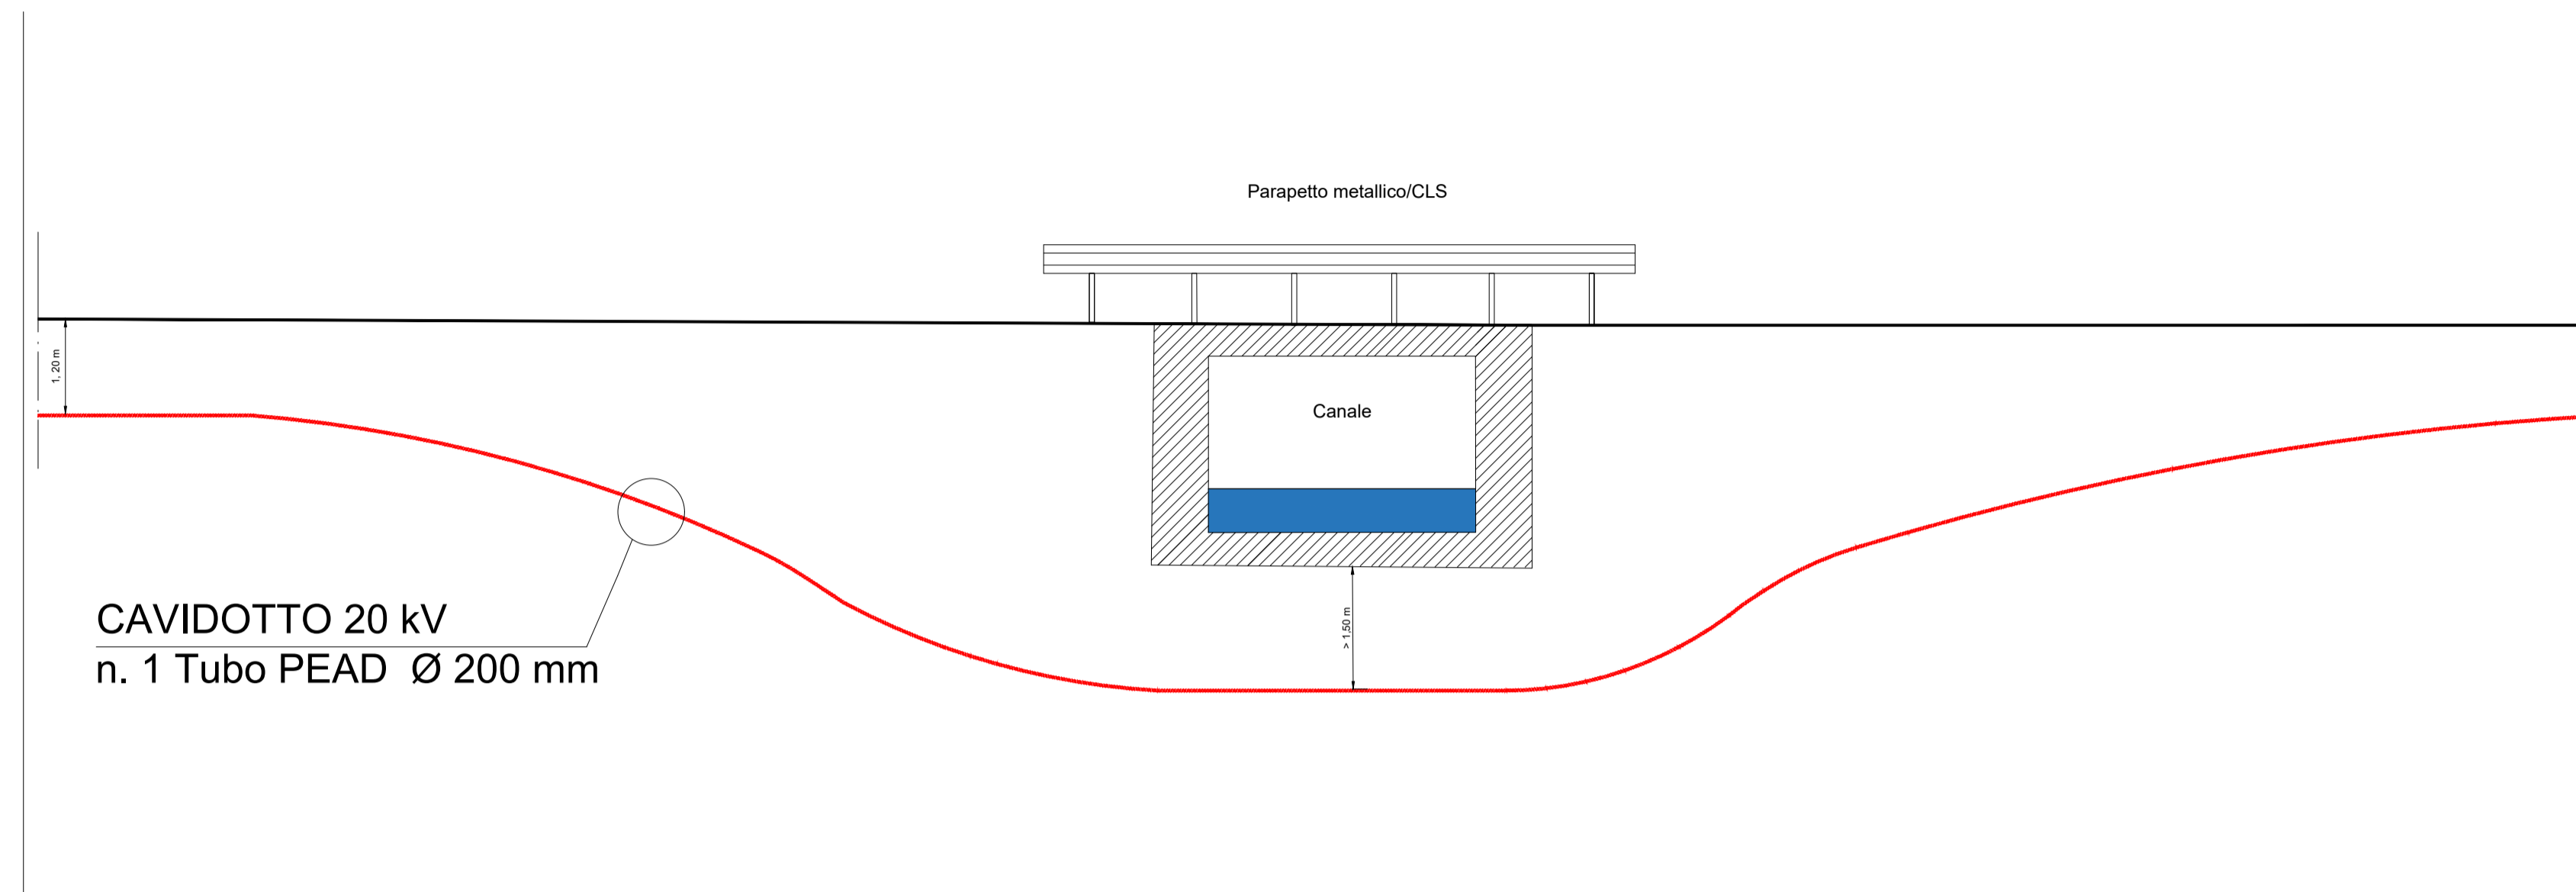 Parapetto metallico/CLS
1, 20 m
Canale
CAVIDOTTO 20 kV
n. 1 Tubo PEAD Ø 200 mm
> 1,50 m